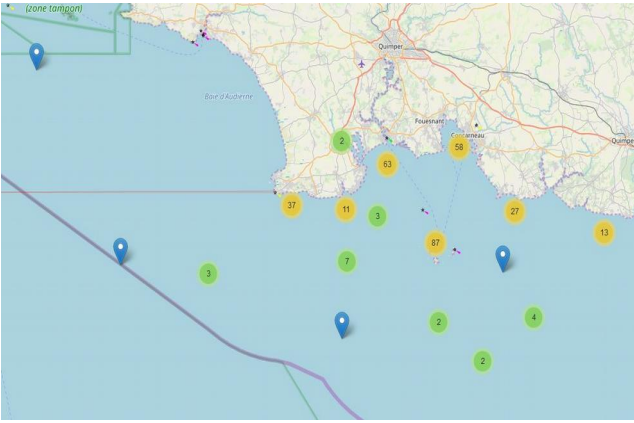 (zone tampon)
Quimper
Baie d'Audierne
Fouesnant
Concarneau
Quimpe
2
58
63
37
11
3
27
13
87
7
3
2
4
2